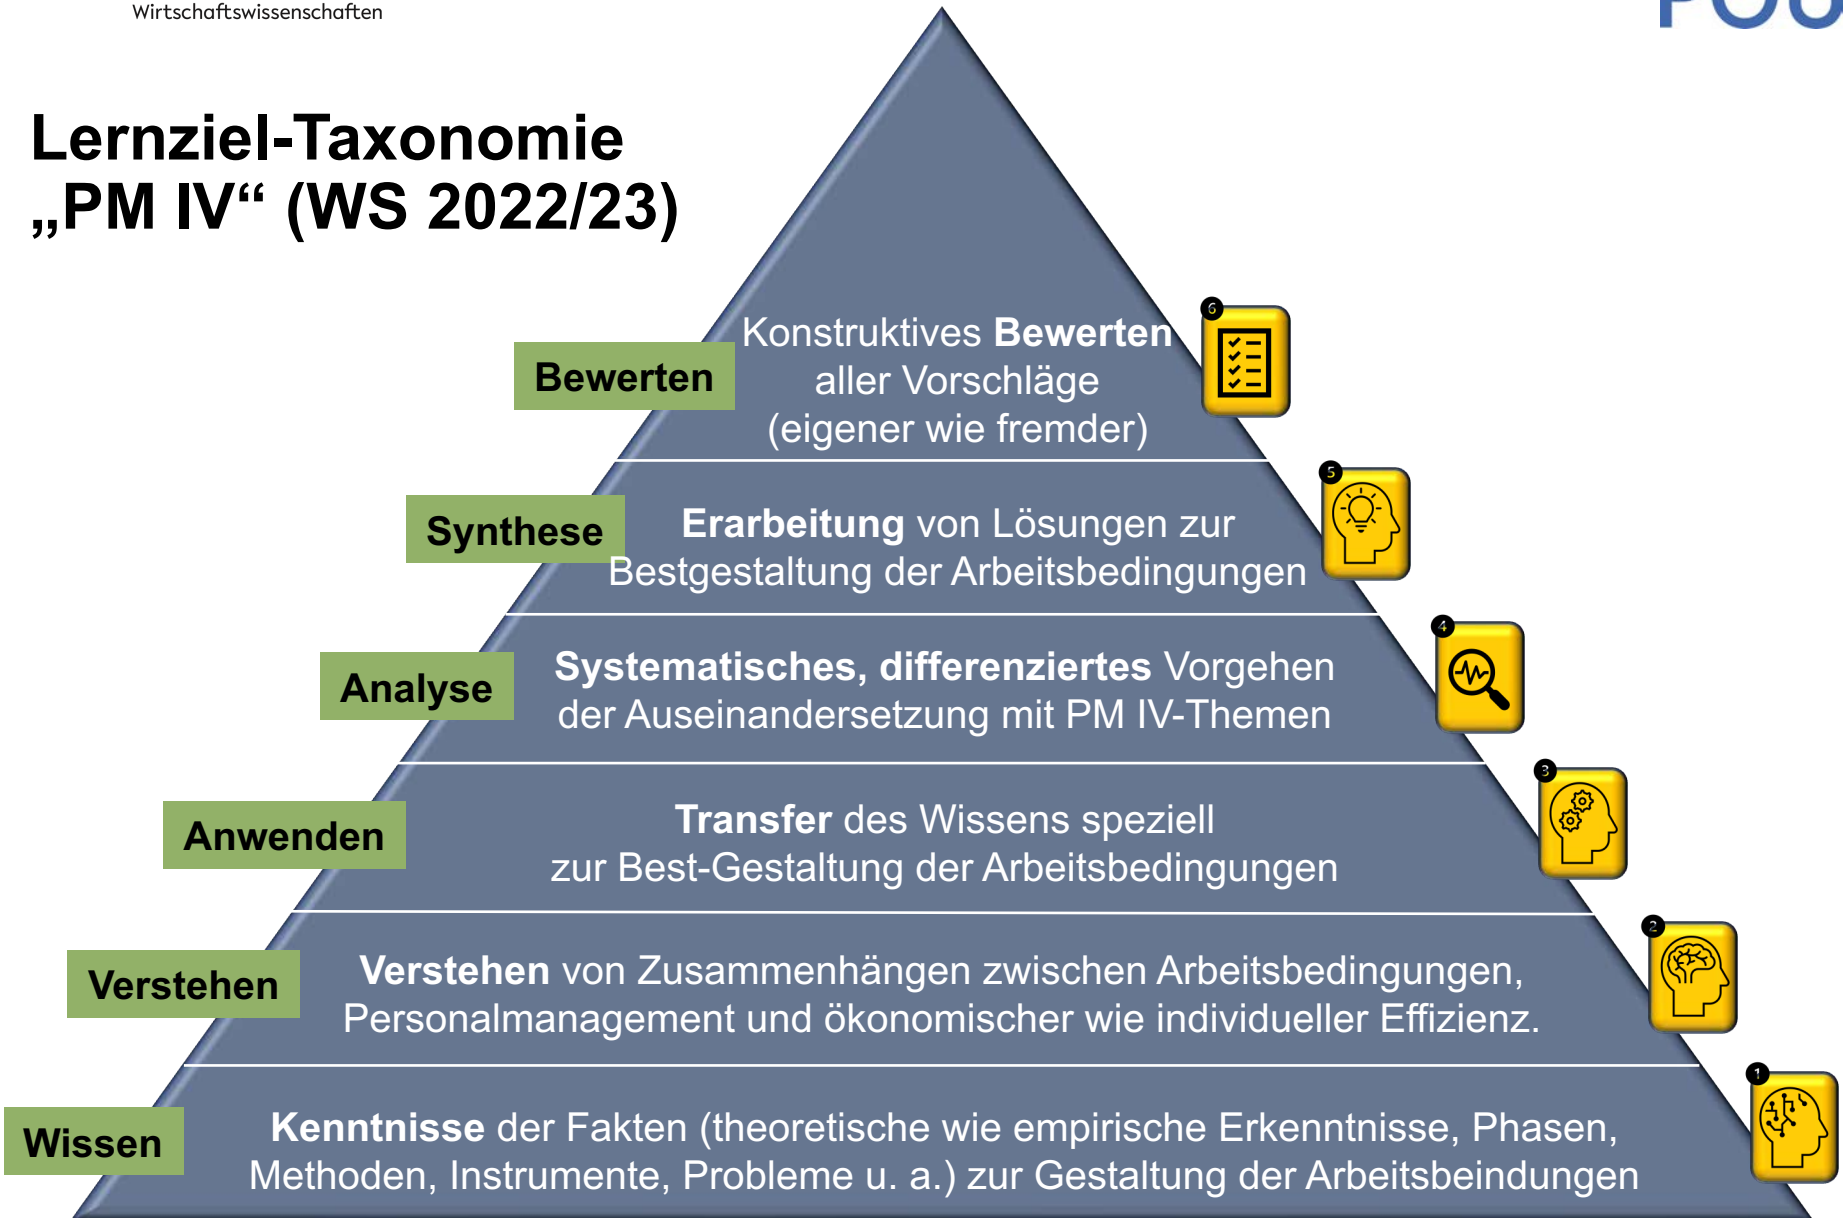 Wirtschaftswissenschaften
Lernziel-Taxonomie
„PM IV“ (WS 2022/23)
6
Bewerten
Konstruktives Bewerten
aller Vorschläge
(eigener wie fremder)
5
Synthese
Erarbeitung von Lösungen zur
Bestgestaltung der Arbeitsbedingungen
4
Analyse
Systematisches, differenziertes Vorgehen
der Auseinandersetzung mit PM IV-Themen
3
Anwenden
Transfer des Wissens speziell
zur Best-Gestaltung der Arbeitsbedingungen
2
Verstehen
Verstehen von Zusammenhängen zwischen Arbeitsbedingungen,
Personalmanagement und ökonomischer wie individueller Effizienz.
1
Wissen
Kenntnisse der Fakten (theoretische wie empirische Erkenntnisse, Phasen,
Methoden, Instrumente, Probleme u. a.) zur Gestaltung der Arbeitsbeindungen